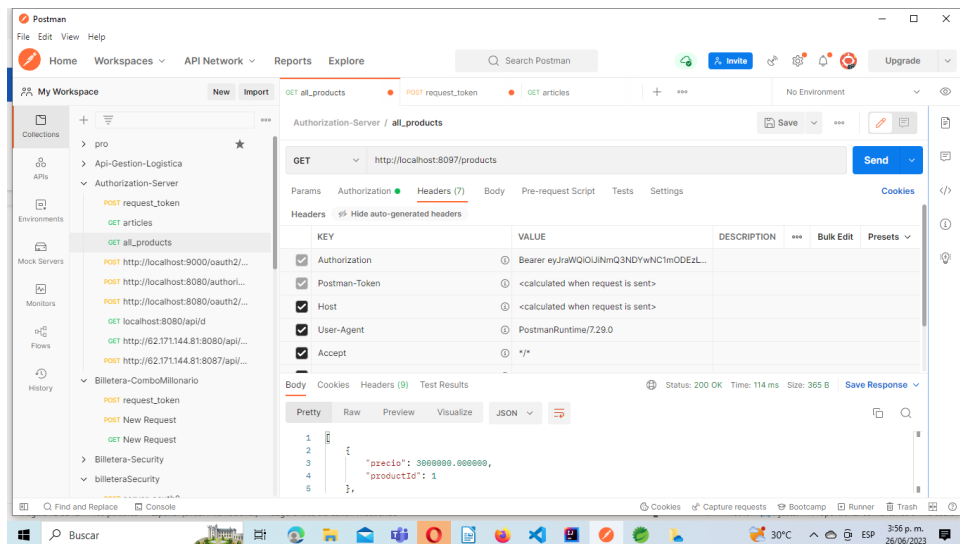 Postman
File Edit View Help
Home Workspaces API Network Reports Explore
Search Postman
Invite
Upgrade
My Workspace
New Import
GET all_products
POST request_token
GET articles
No Environment
Collections
APIs
Environments
Mock Servers
Monitors
Flows
History
pro
Api-Gestion-Logistica
Authorization-Server
POST request_token
GET articles
GET all_products
POST http://localhost:9000/oauth2/...
POST http://localhost:8080/authori...
POST http://localhost:8080/oauth2/...
GET localhost:8080/api/d
GET http://62.171.144.81:8080/api/...
POST http://62.171.144.81:8087/api/...
Billetera-ComboMillonario
POST request_token
POST New Request
GET New Request
Billetera-Security
billeteraSecurity
Authorization-Server / all_products
Save
GET http://localhost:8097/products
Send
Params Authorization Headers (7) Body Pre-request Script Tests Settings
Cookies
Headers Hide auto-generated headers
KEY VALUE DESCRIPTION Bulk Edit Presets
Authorization Bearer eyJraWQiOiJiNmQ3NDYwNC1mODEzL...
Postman-Token <calculated when request is sent>
Host <calculated when request is sent>
User-Agent PostmanRuntime/7.29.0
Accept */*
Body Cookies Headers (9) Test Results
Status: 200 OK Time: 114 ms Size: 365 B Save Response
Pretty Raw Preview Visualize JSON
1 [
2 {
3 "precio": 3000000.000000,
4 "productId": 1
5 },
Find and Replace Console
Cookies Capture requests Bootcamp Runner Trash
Buscar
30°C
ESP
3:56 p. m.
26/06/2023